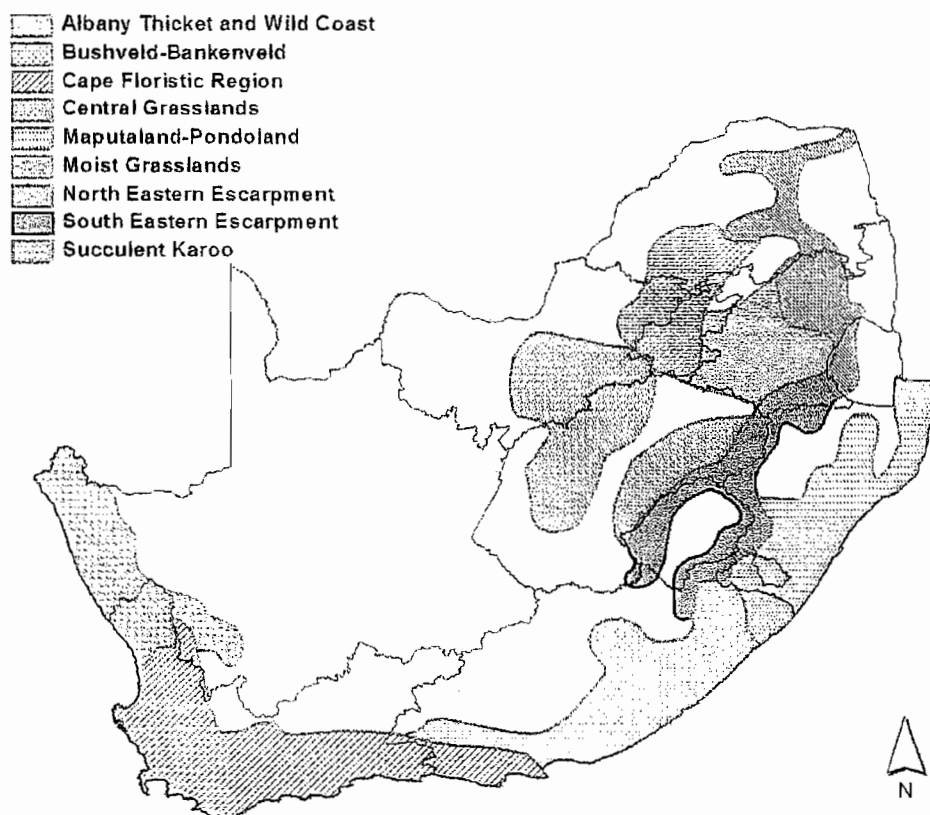 Albany Thicket and Wild Coast
Bushveld-Bankenveld
Cape Floristic Region
Central Grasslands
Maputaland-Pondoland
Moist Grasslands
North Eastern Escarpment
South Eastern Escarpment
Succulent Karoo
N